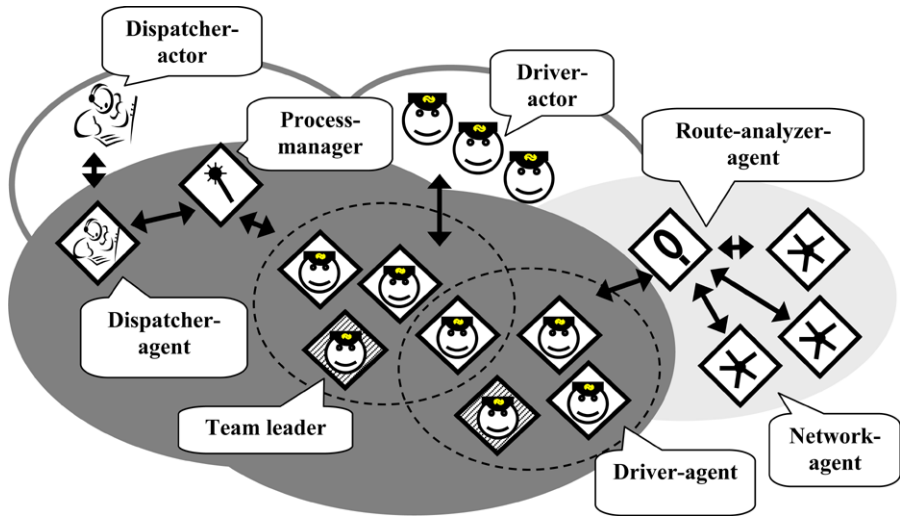 Dispatcher-
actor
Driver-
actor
Process-
manager
Route-analyzer-
agent
Dispatcher-
agent
Team leader
Driver-agent
Network-
agent